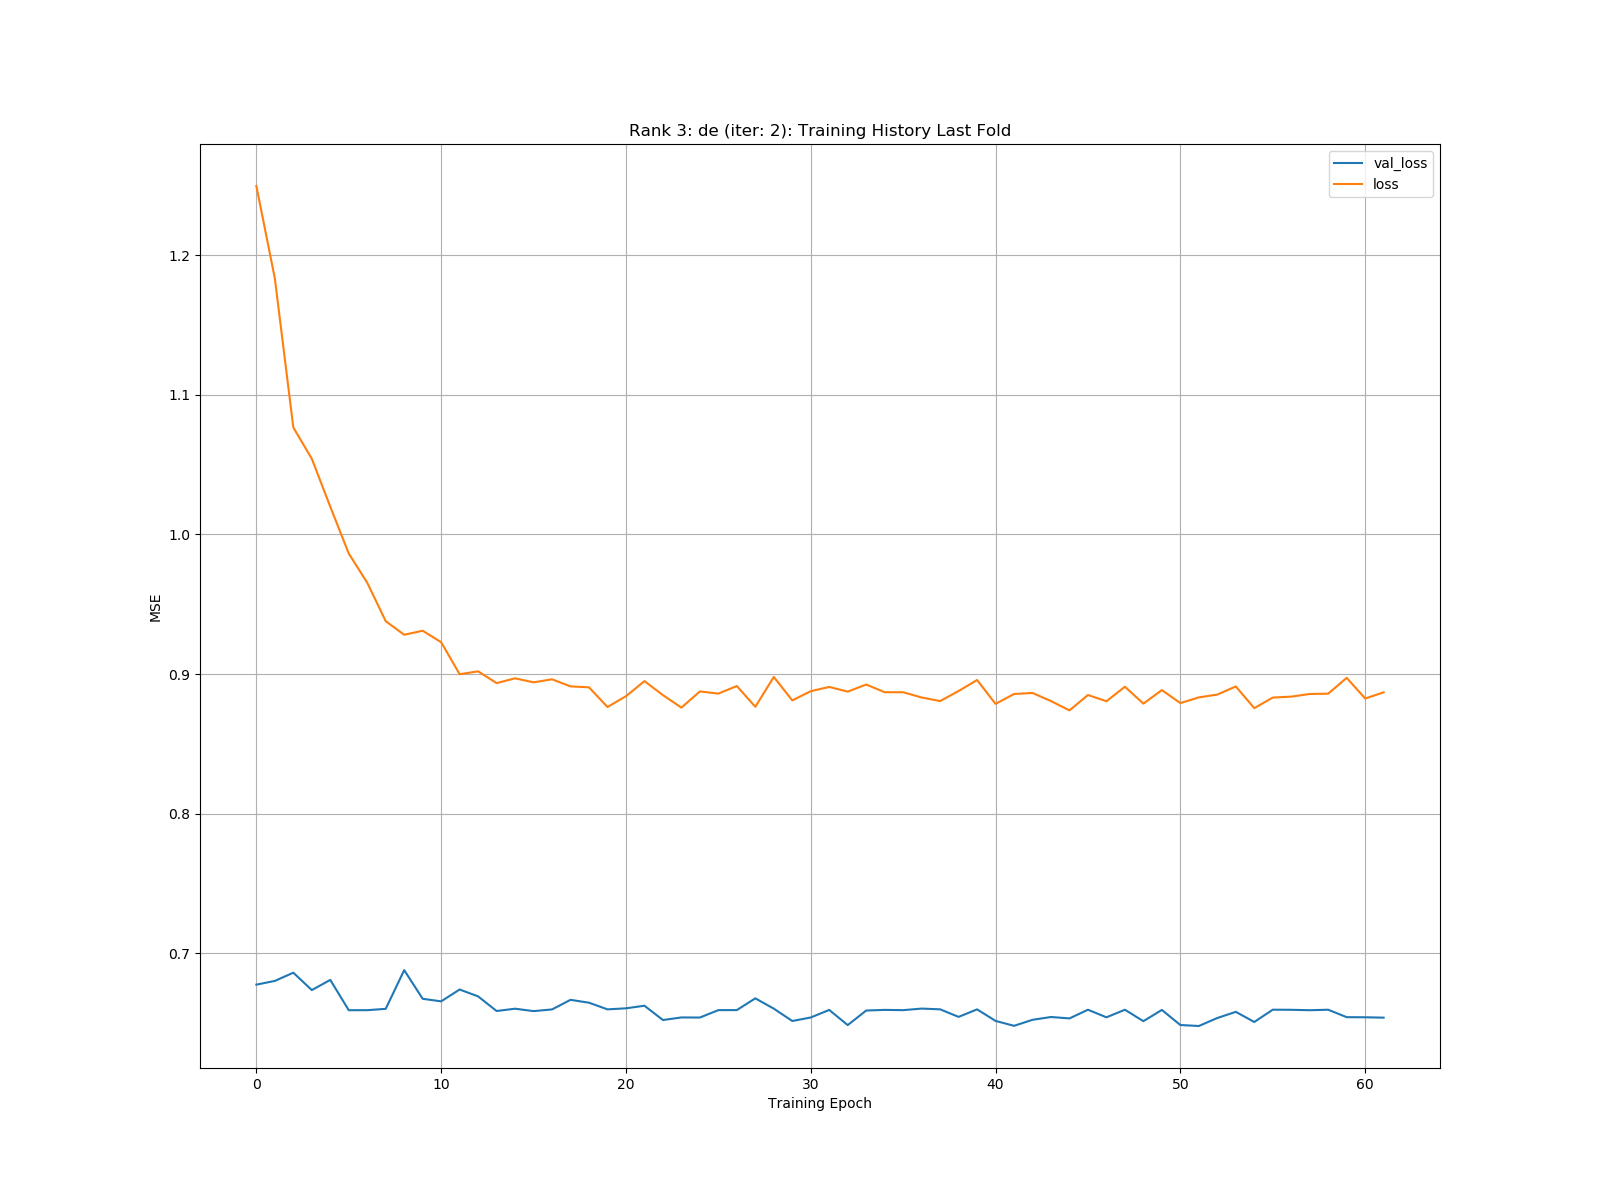 Rank 3: de (iter: 2): Training History Last Fold
val_loss
loss
1.2
1.1
1.0
0.9
0.8
0.7
MSE
0 10 20 30 40 50 60
Training Epoch